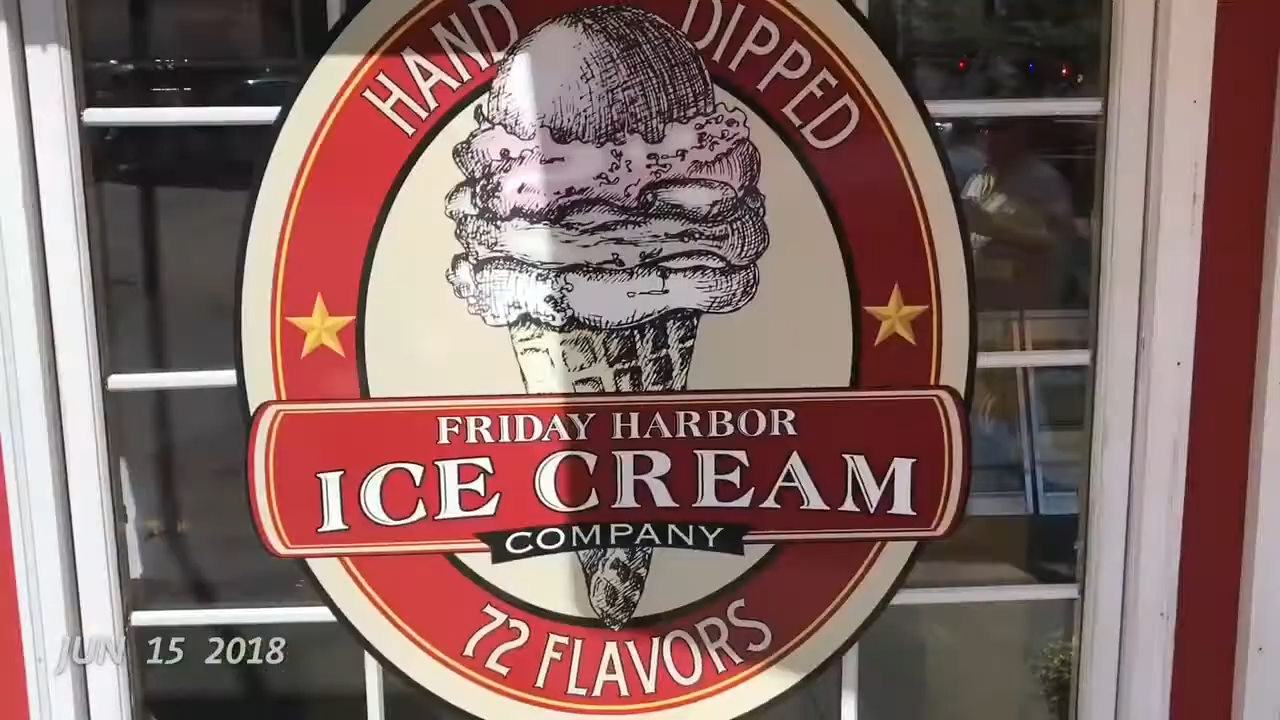 HAND DIPPED
FRIDAY HARBOR
ICE CREAM
COMPANY
72 FLAVORS
JUN 15 2018